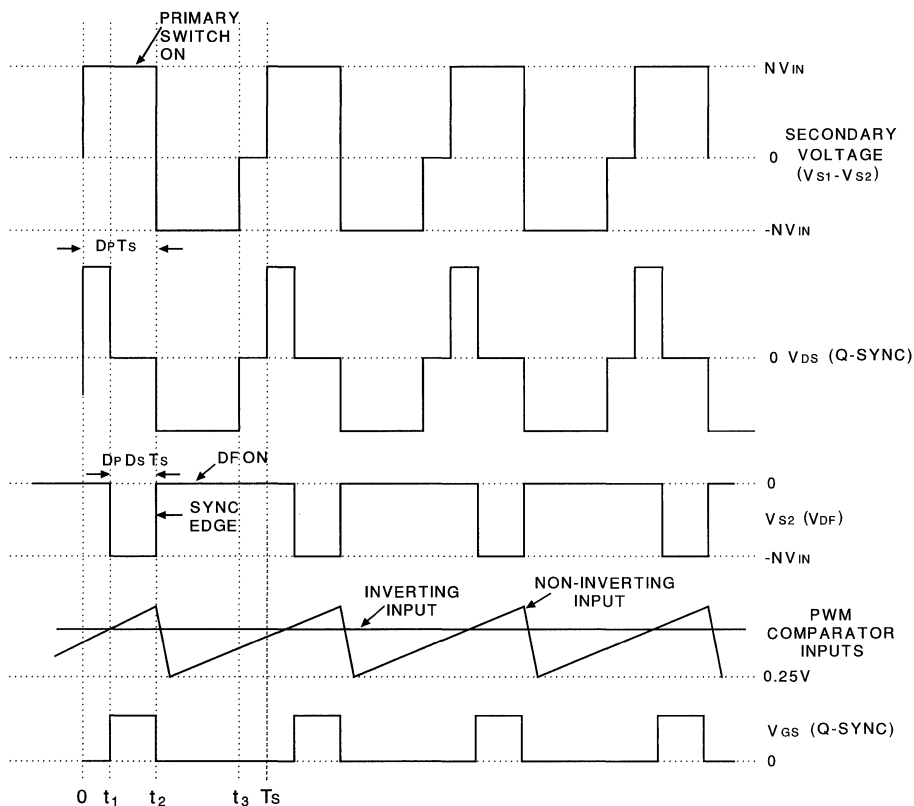 PRIMARY
SWITCH
ON
NVIN
SECONDARY
VOLTAGE
(VS1-VS2)
0
-NVIN
DPTS
0 VDS (Q-SYNC)
DPDSTS
DF ON
0
SYNC
EDGE
VS2 (VDF)
-NVIN
INVERTING
INPUT
NON-INVERTING
INPUT
PWM
COMPARATOR
INPUTS
0.25V
VGS (Q-SYNC)
0
0 t1 t2 t3 TS